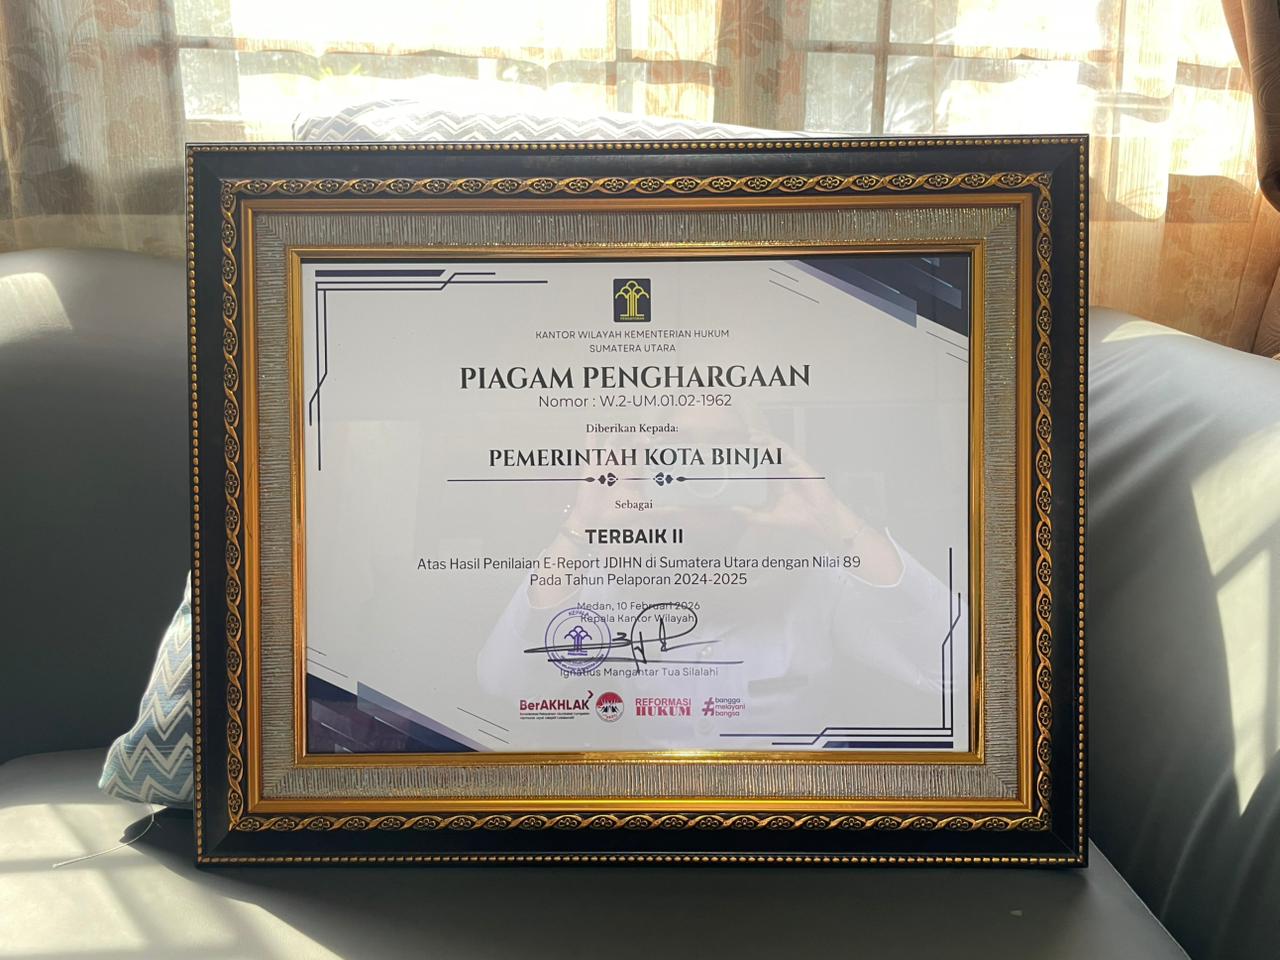 KANTOR WILAYAH KEMENTERIAN HUKUM
SUMATERA UTARA
PIAGAM PENGHARGAAN
Nomor : W.2-UM.01.02-1962
Diberikan Kepada:
PEMERINTAH KOTA BINJAI
Sebagai
TERBAIK II
Atas Hasil Penilaian E-Report JDIHN di Sumatera Utara dengan Nilai 89
Pada Tahun Pelaporan 2024-2025
Medan, 10 Februari 2026
Kepala Kantor Wilayah
KEPALA
Ignatius Mangantar Tua Silalahi
BerAKHLAK
REFORMASI
HUKUM
#bangga
melayani
bangsa